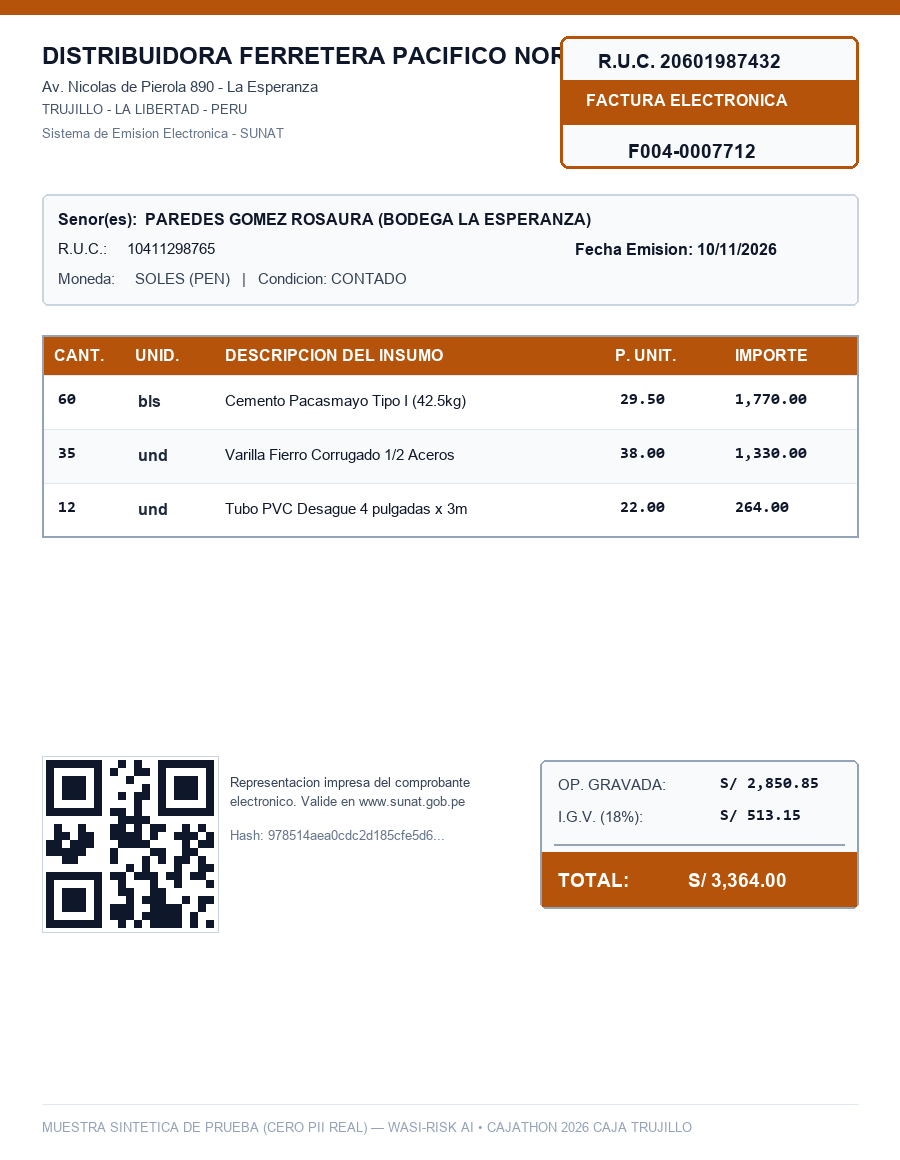 DISTRIBUIDORA FERRETERA PACIFICO
Av. Nicolas de Pierola 890 - La Esperanza
TRUJILLO - LA LIBERTAD - PERU
Sistema de Emision Electronica - SUNAT
R.U.C. 20601987432
FACTURA ELECTRONICA
F004-0007712
Senor(es): PAREDES GOMEZ ROSAURA (BODEGA LA ESPERANZA)
R.U.C.: 10411298765 Fecha Emision: 10/11/2026
Moneda: SOLES (PEN) | Condicion: CONTADO
CANT. UNID. DESCRIPCION DEL INSUMO P. UNIT. IMPORTE
60 bls Cemento Pacasmayo Tipo I (42.5kg) 29.50 1,770.00
35 und Varilla Fierro Corrugado 1/2 Aceros 38.00 1,330.00
12 und Tubo PVC Desague 4 pulgadas x 3m 22.00 264.00
Representacion impresa del comprobante
electronico. Valide en www.sunat.gob.pe
Hash: 978514aea0cdc2d185cfe5d6...
OP. GRAVADA: S/ 2,850.85
I.G.V. (18%): S/ 513.15
TOTAL: S/ 3,364.00
MUESTRA SINTETICA DE PRUEBA (CERO PII REAL) — WASI-RISK AI • CAJATHON 2026 CAJA TRUJILLO